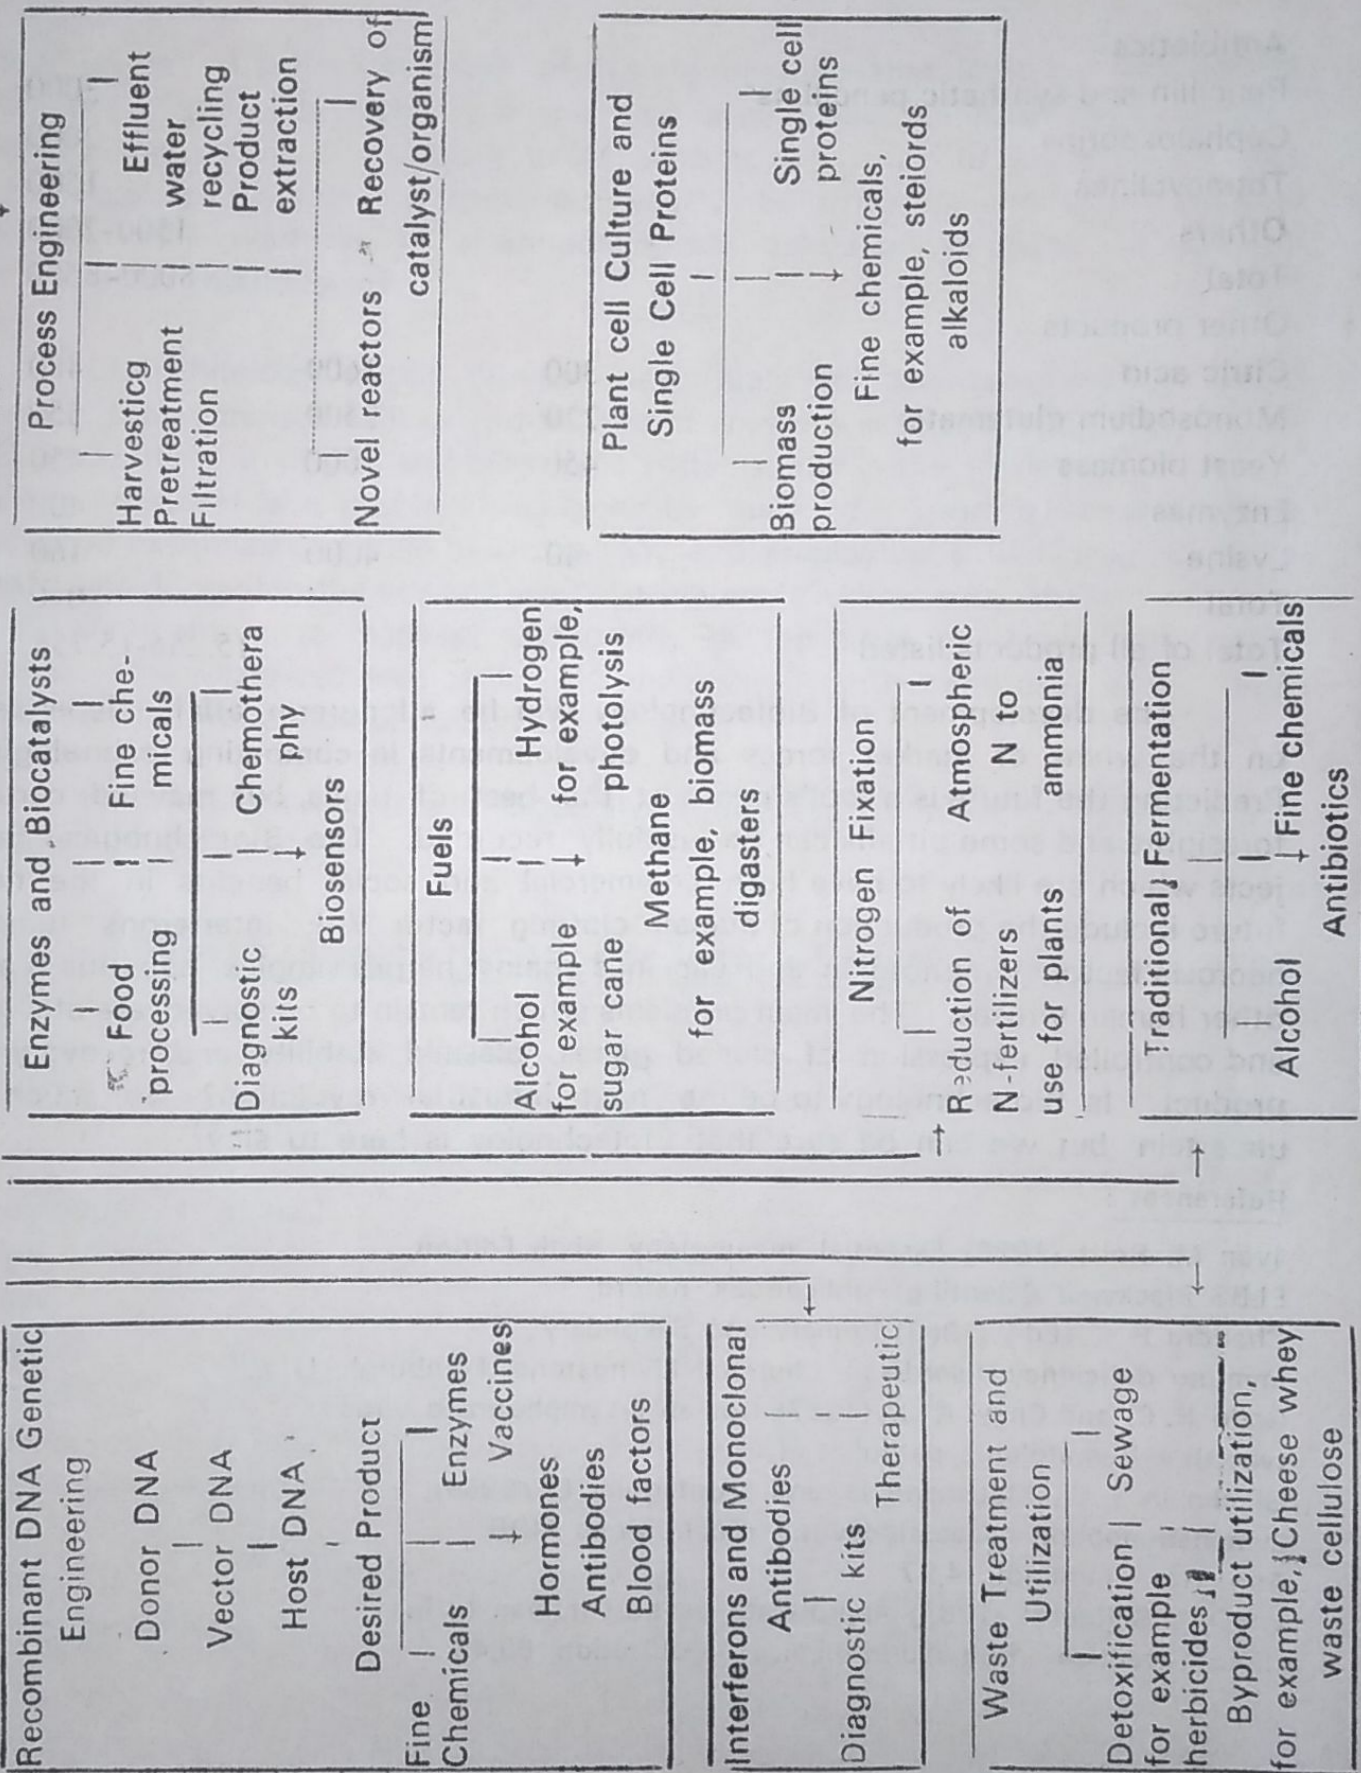 Recombinant DNA Genetic
Engineering
Donor DNA
Vector DNA
Host DNA
Desired Product
Fine
Chemicals Enzymes
Vaccines
Hormones
Antibodies
Blood factors
Interferons and Monoclonal
Antibodies
Diagnostic kits Therapeutic
Waste Treatment and
Utilization
Detoxification Sewage
for example
herbicides
Byproduct utilization,
for example, Cheese whey
waste cellulose
Enzymes and Biocatalysts
Food Fine che-
processing micals
Diagnostic Chemothera
kits phy
Biosensors
Fuels
Alcohol Hydrogen
for example, for example,
sugar cane photolysis
Methane
for example, biomass
digasters
Nitrogen Fixation
Reduction of Atmospheric
N-fertilizers N to
use for plants ammonia
Traditional Fermentation
Alcohol Fine Chemicals
Antibiotics
Process Engineering
Harvesticg Effluent
Pretreatment water
Filtration recycling
Product
extraction
Novel reactors Recovery of
catalyst/organism
Plant cell Culture and
Single Cell Proteins
Biomass Single cell
production proteins
Fine chemicals,
for example, steiords
alkaloids